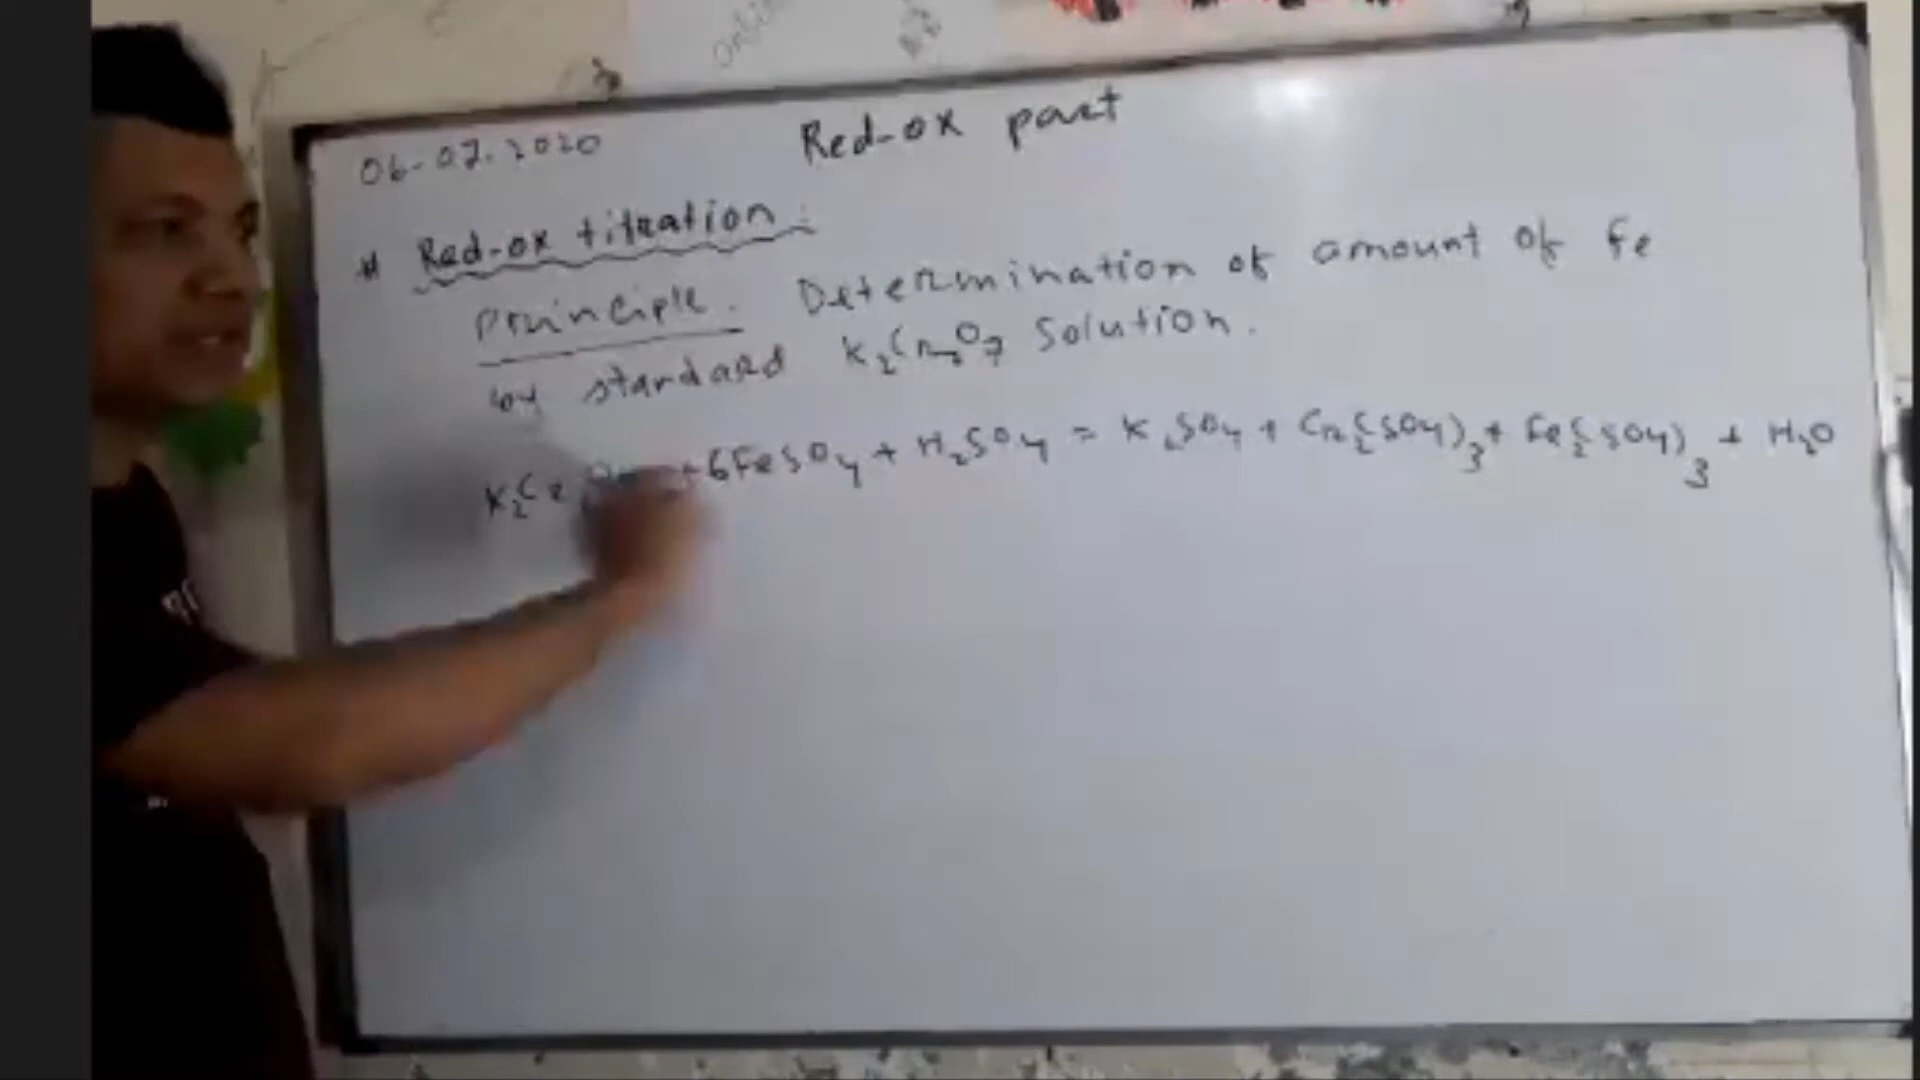 06-07-2020
Red-ox part
Red-ox titration:
Principle. Determination of amount of Fe
by standard K₂Cr₂O₇ Solution.
K₂Cr + 6FeSO₄ + H₂SO₄ = K₂SO₄ + Cr₂(SO₄)₃ + Fe₂(SO₄)₃ + H₂O